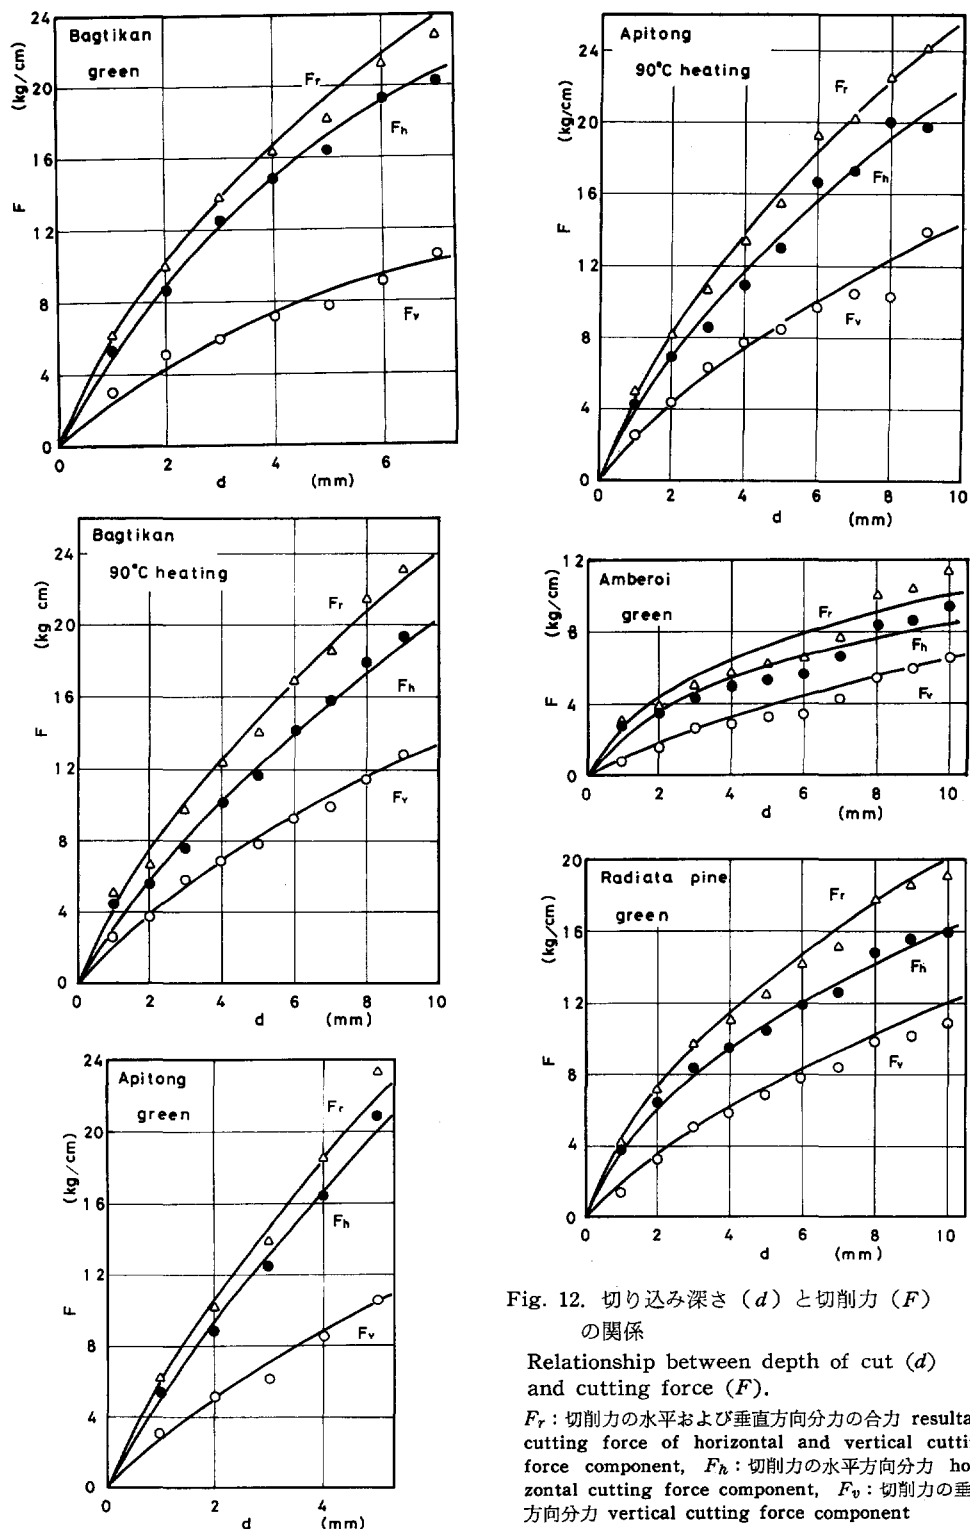 Bagtikan
green
(kg/cm)
F
24
20
16
12
8
4
0
Fr
Fh
Fv
0 2 4 6
d (mm)
Bagtikan
90°C heating
(kg cm)
F
24
20
16
12
8
4
0
Fr
Fh
Fv
0 2 4 6 8 10
d (mm)
Apitong
green
(kg/cm)
F
24
20
16
12
8
4
0
Fr
Fh
Fv
0 2 4
d (mm)
Apitong
90°C heating
(kg/cm)
F
24
20
16
12
8
4
0
Fr
Fh
Fv
0 2 4 6 8 10
d (mm)
Amberoi
green
(kg/cm)
F
12
8
4
0
Fr
Fh
Fv
0 2 4 6 8 10
d (mm)
Radiata pine
green
(kg/cm)
F
20
16
12
8
4
0
Fr
Fh
Fv
0 2 4 6 8 10
d (mm)
Fig. 12. 切り込み深さ (d) と切削力 (F)
の関係
Relationship between depth of cut (d)
and cutting force (F).
Fr：切削力の水平および垂直方向分力の合力 resulta
cutting force of horizontal and vertical cutti
force component, Fh：切削力の水平方向分力 ho
zontal cutting force component, Fv：切削力の垂
方向分力 vertical cutting force component